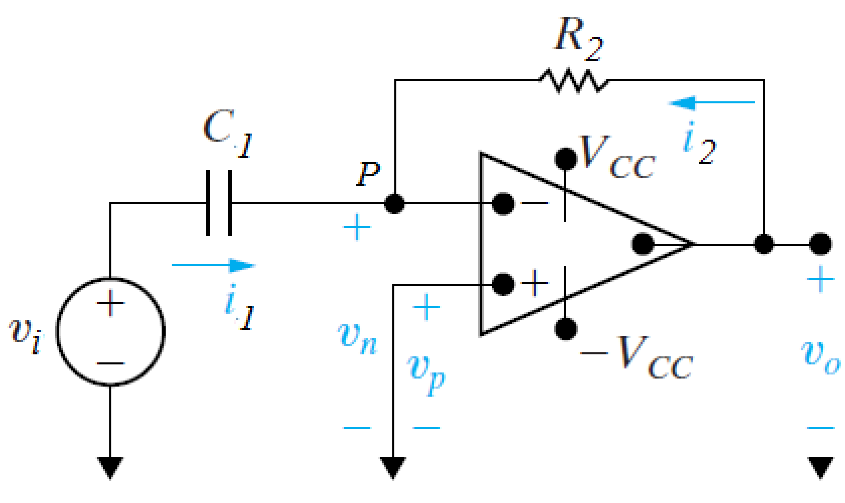 R2
i2
C1
P
VCC
−
+
+
i1
+
vi
−
+
vn
+
vp
−
−
−VCC
+
vo
−